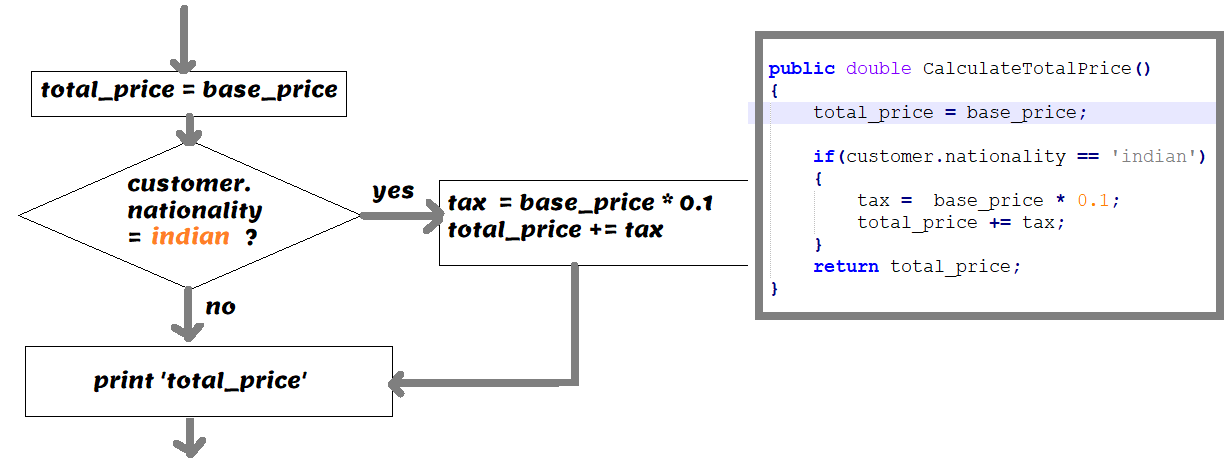 total_price = base_price
customer.
nationality
= indian ?
yes
tax = base_price * 0.1
total_price += tax
no
print 'total_price'
public double CalculateTotalPrice()
{
total_price = base_price;
if(customer.nationality == 'indian')
{
tax = base_price * 0.1;
total_price += tax;
}
return total_price;
}